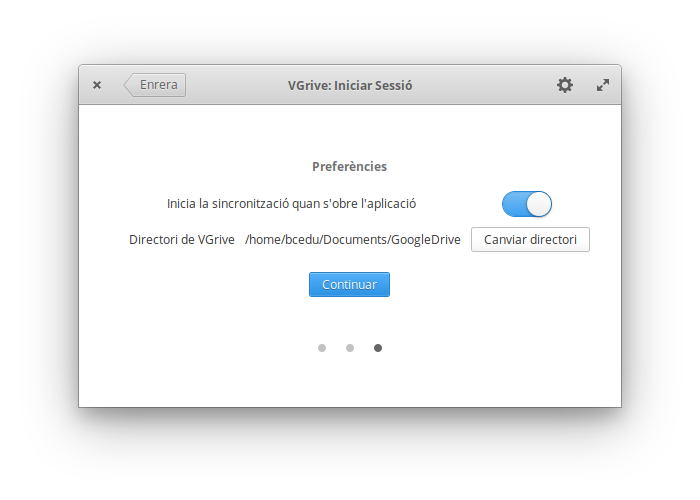 Enrera
VGrive: Iniciar Sessió
Preferències
Inicia la sincronització quan s'obre l'aplicació
Directori de VGrive /home/bcedu/Documents/GoogleDrive Canviar directori
Continuar